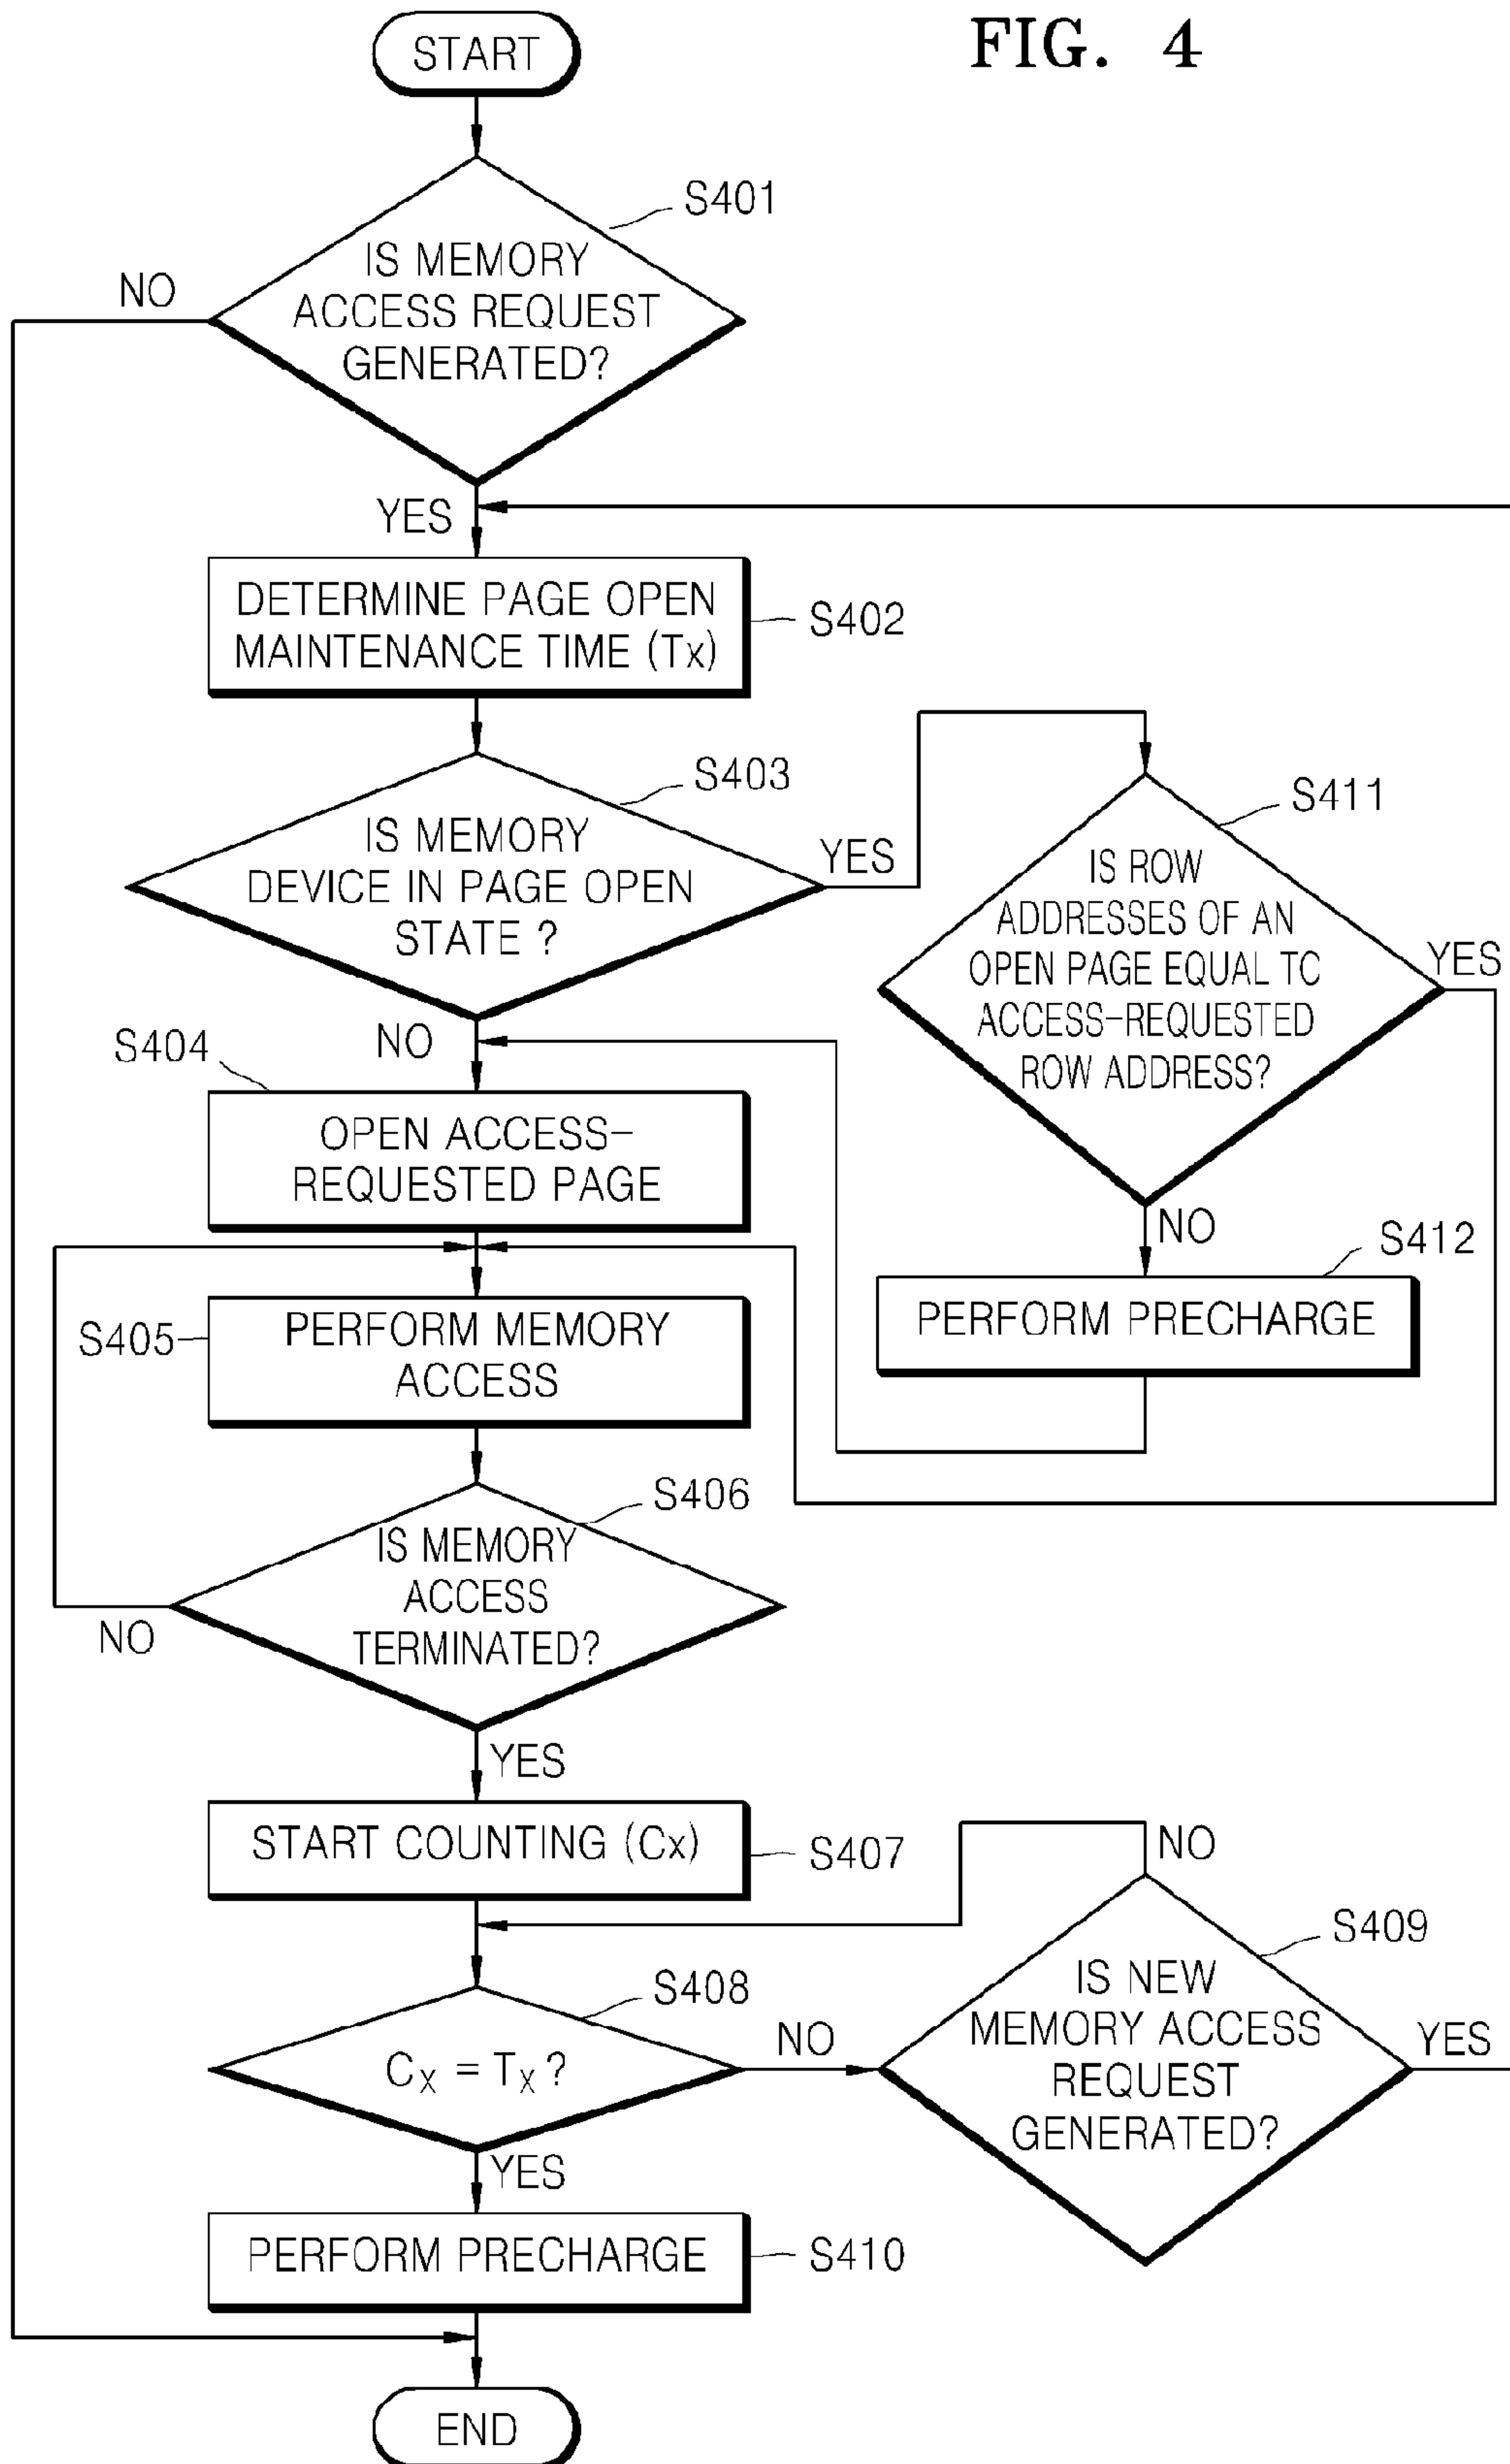 FIG. 4
START
S401
IS MEMORY
ACCESS REQUEST
GENERATED?
NO
YES
DETERMINE PAGE OPEN
MAINTENANCE TIME (Tx)
S402
S403
IS MEMORY
DEVICE IN PAGE OPEN
STATE ?
YES
NO
S411
IS ROW
ADDRESSES OF AN
OPEN PAGE EQUAL TO
ACCESS-REQUESTED
ROW ADDRESS?
YES
NO
S412
PERFORM PRECHARGE
S404
OPEN ACCESS-
REQUESTED PAGE
S405
PERFORM MEMORY
ACCESS
S406
IS MEMORY
ACCESS
TERMINATED?
NO
YES
START COUNTING (Cx)
S407
S408
Cx = Tx ?
NO
YES
S409
IS NEW
MEMORY ACCESS
REQUEST
GENERATED?
NO
YES
PERFORM PRECHARGE
S410
END